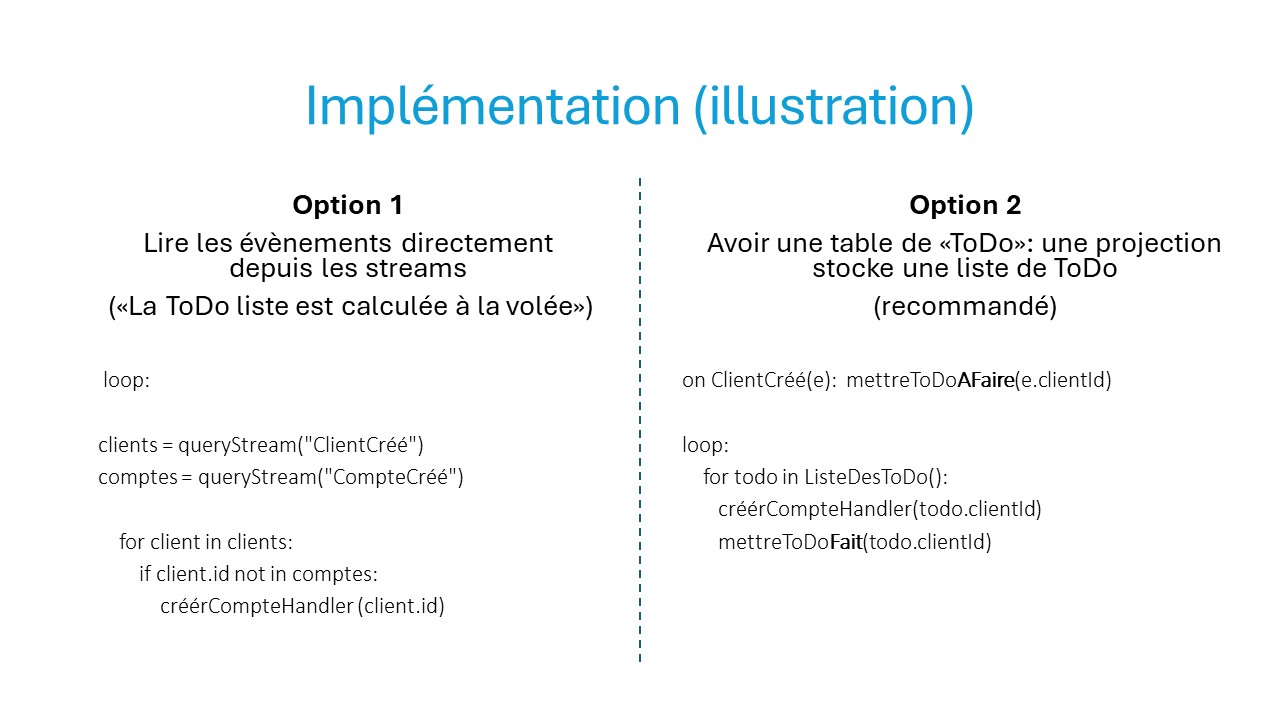 Implémentation (illustration)
Option 1
Lire les évènements directement
depuis les streams
(«La ToDo liste est calculée à la volée»)
loop:
clients = queryStream("ClientCréé")
comptes = queryStream("CompteCréé")
for client in clients:
if client.id not in comptes:
créérCompteHandler (client.id)
Option 2
Avoir une table de «ToDo»: une projection
stocke une liste de ToDo
(recommandé)
on ClientCréé(e):  mettreToDoAFaire(e.clientId)
loop:
for todo in ListeDesToDo():
créérCompteHandler(todo.clientId)
mettreToDoFait(todo.clientId)